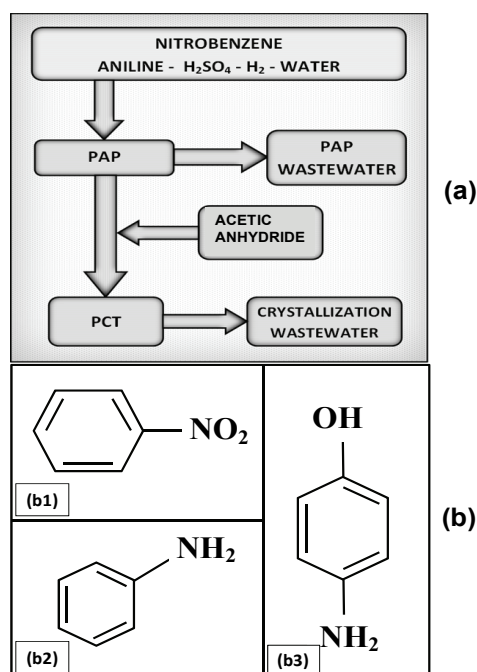 NITROBENZENE
ANILINE - H₂SO₄ - H₂ - WATER
PAP
PAP
WASTEWATER
(a)
ACETIC
ANHYDRIDE
PCT
CRYSTALLIZATION
WASTEWATER
NO₂
(b1)
NH₂
(b2)
OH
NH₂
(b3)
(b)